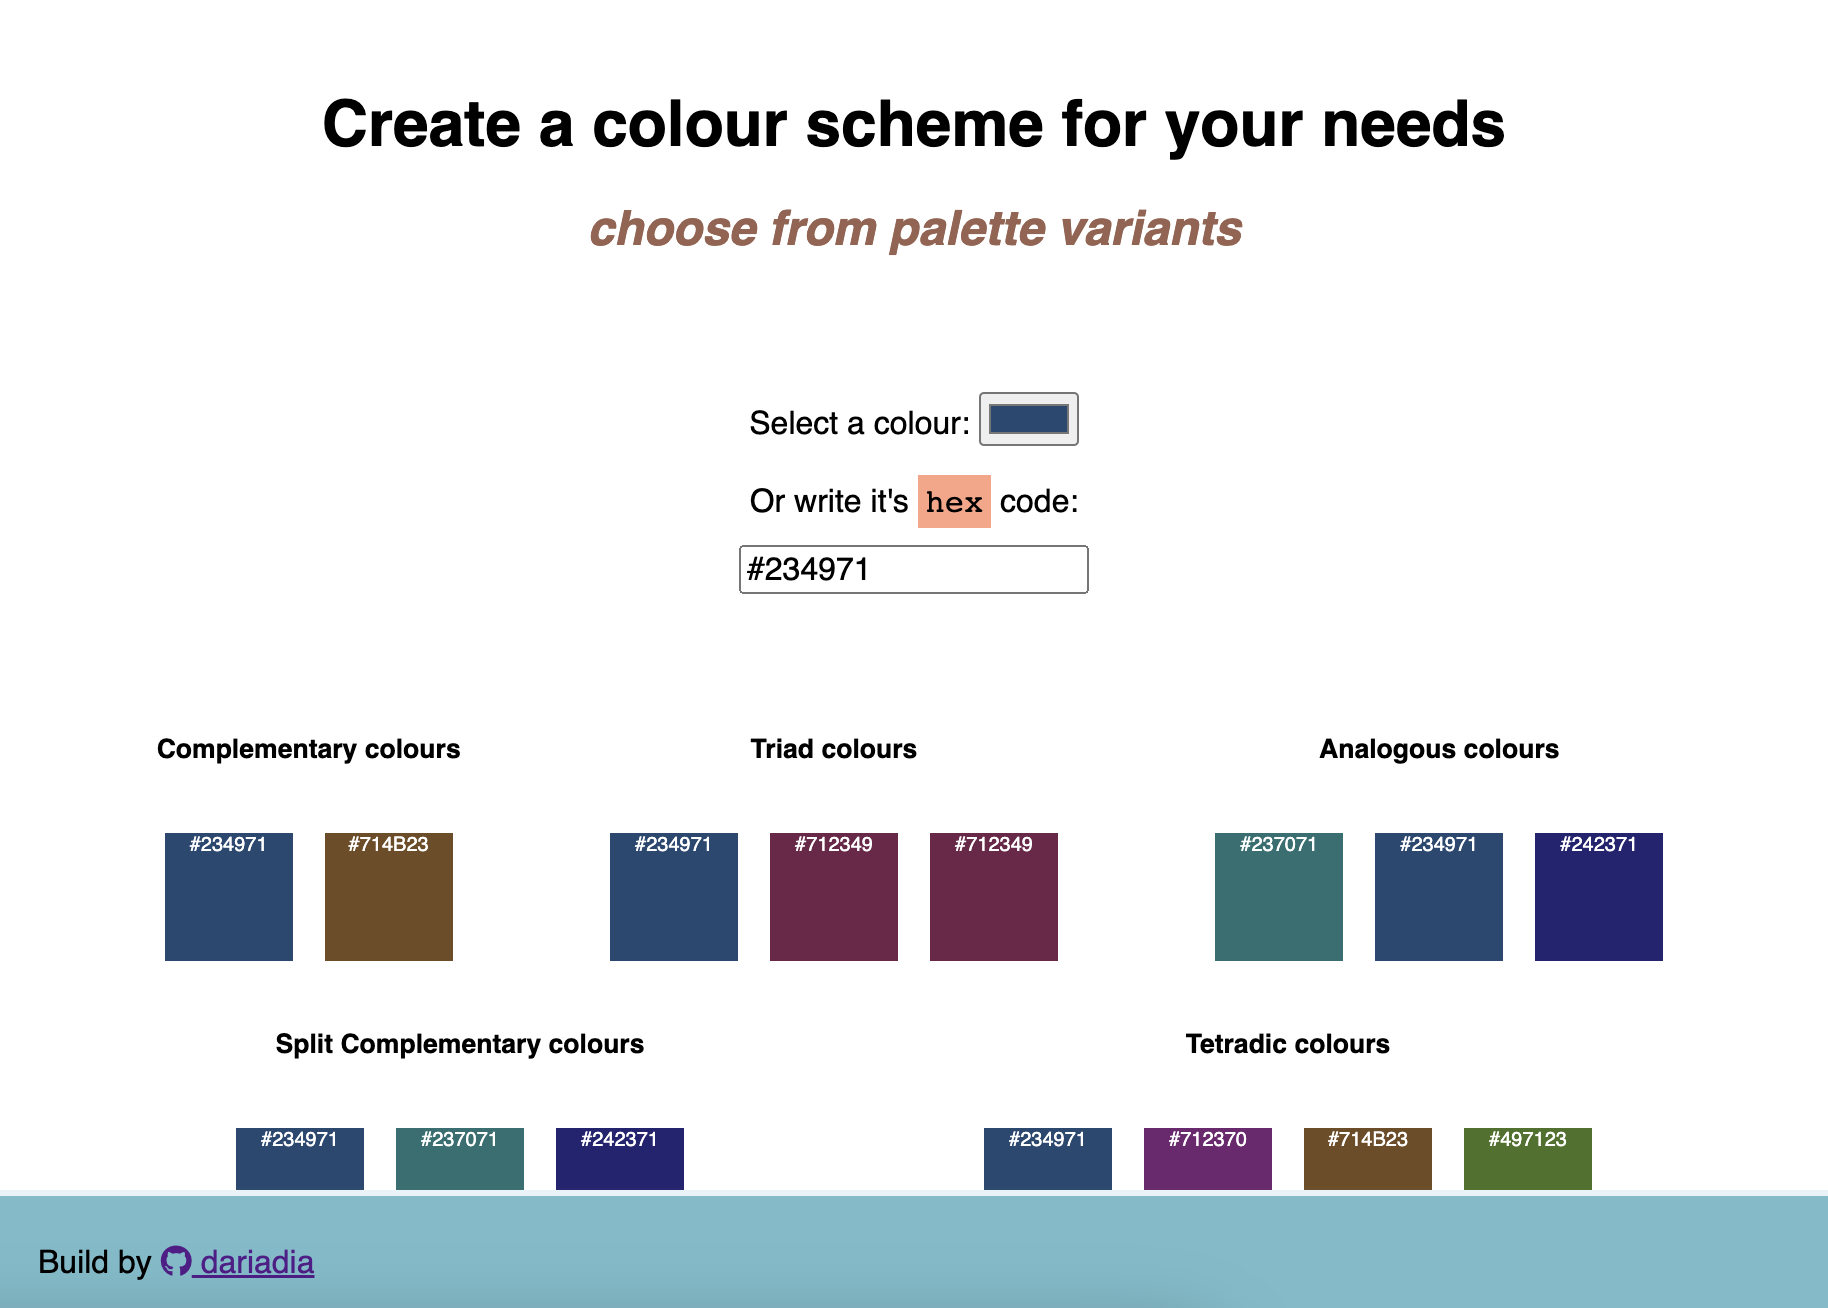 Create a colour scheme for your needs
choose from palette variants
Select a colour:
Or write it's hex code:
#234971
Complementary colours
Triad colours
Analogous colours
#234971 #714B23
#234971 #712349 #712349
#237071 #234971 #242371
Split Complementary colours
Tetradic colours
#234971 #237071 #242371
#234971 #712370 #714B23 #497123
Build by dariadia